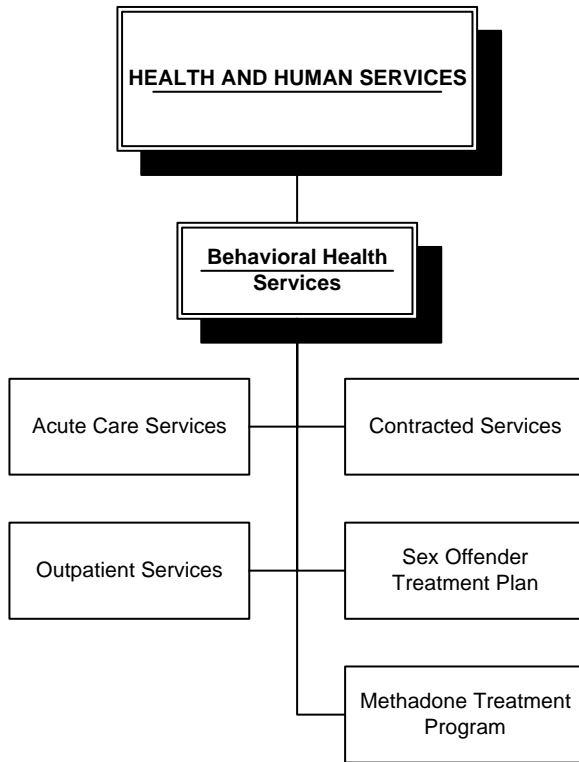 HEALTH AND HUMAN SERVICES
Behavioral Health
Services
Acute Care Services
Contracted Services
Outpatient Services
Sex Offender
Treatment Plan
Methadone Treatment
Program